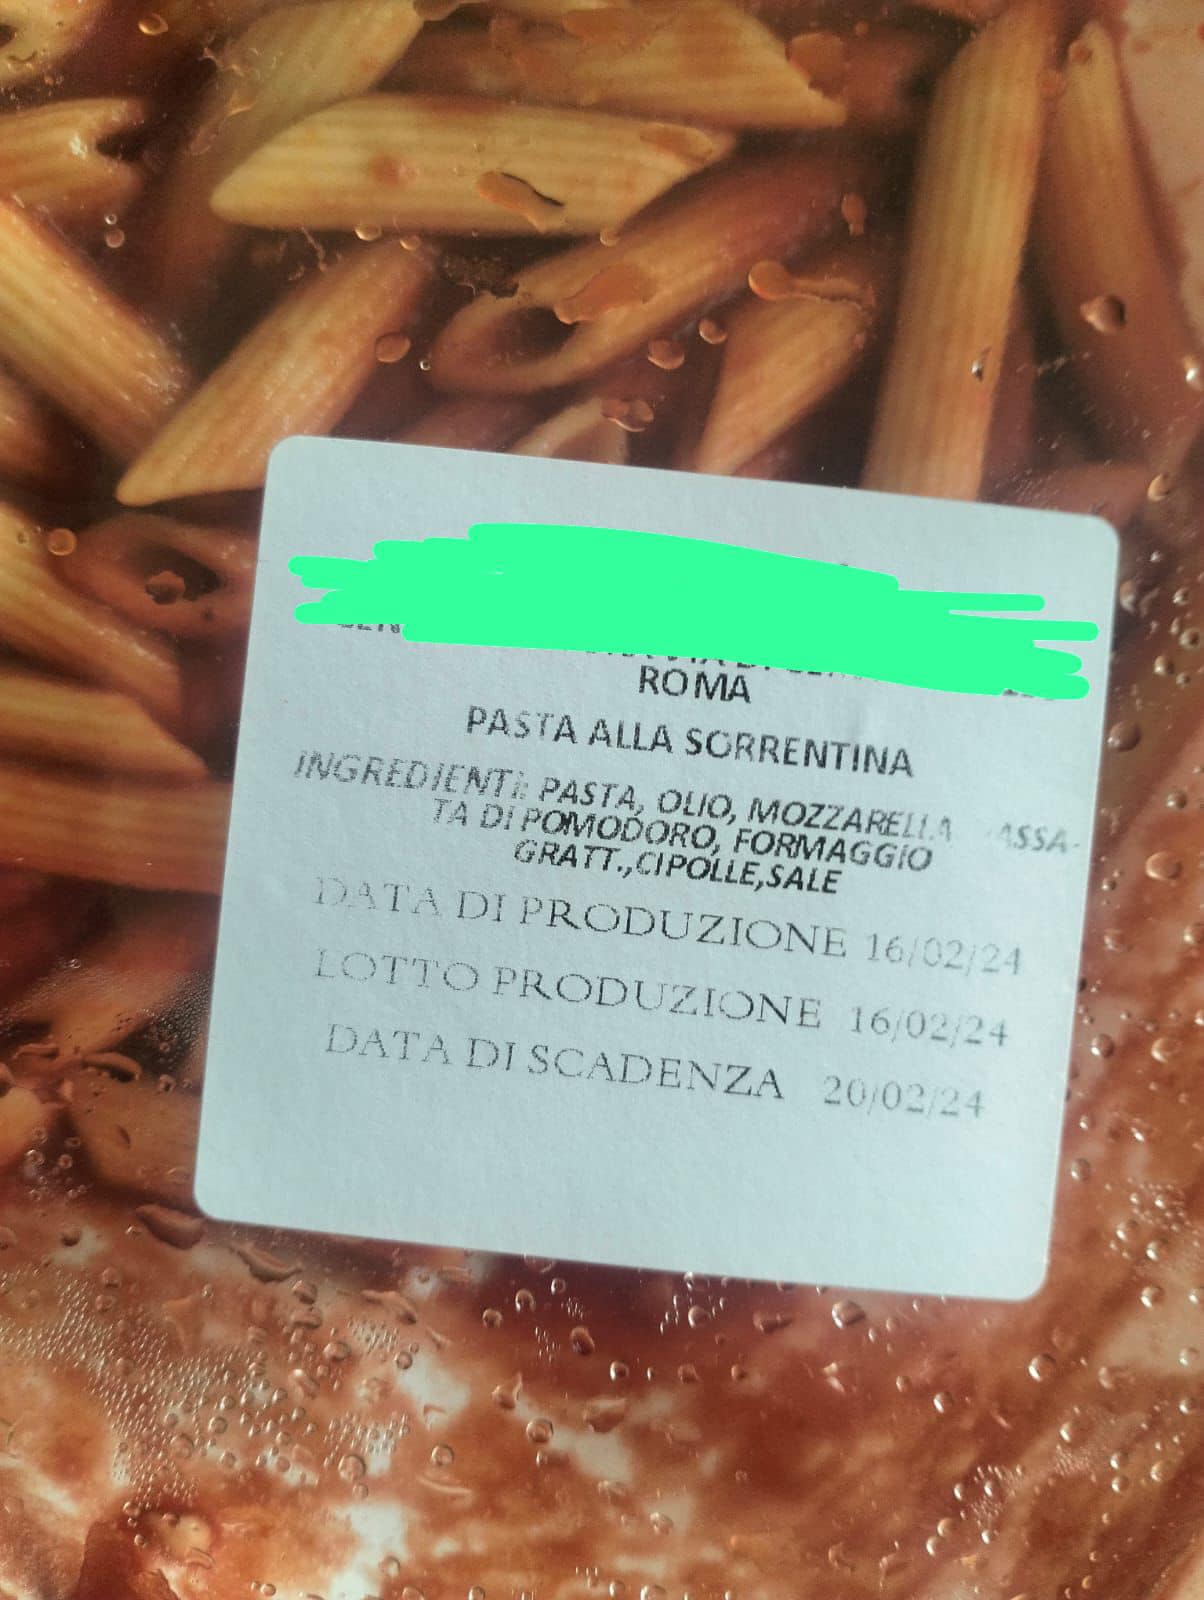 ROMA
PASTA ALLA SORRENTINA
INGREDIENTI: PASTA, OLIO, MOZZARELLA ASSA-
TA DI POMODORO, FORMAGGIO
GRATT.,CIPOLLE,SALE
DATA DI PRODUZIONE 16/02/24
LOTTO PRODUZIONE 16/02/24
DATA DI SCADENZA 20/02/24